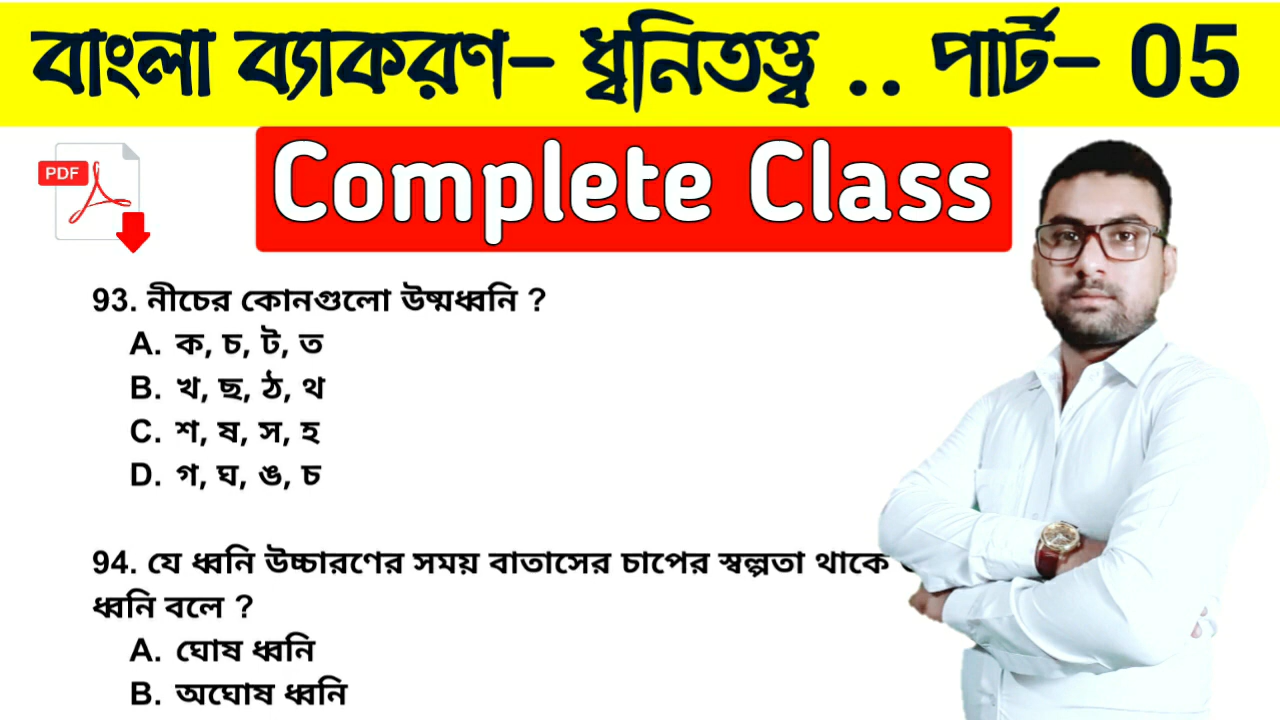 বাংলা ব্যাকরণ- ধ্বনিতত্ত্ব .. পার্ট- 05
PDF
Complete Class
93. নীচের কোনগুলো উষ্মধ্বনি ?
A. ক, চ, ট, ত
B. খ, ছ, ঠ, থ
C. শ, ষ, স, হ
D. গ, ঘ, ঙ, চ
94. যে ধ্বনি উচ্চারণের সময় বাতাসের চাপের স্বল্পতা থাকে
ধ্বনি বলে ?
A. ঘোষ ধ্বনি
B. অঘোষ ধ্বনি